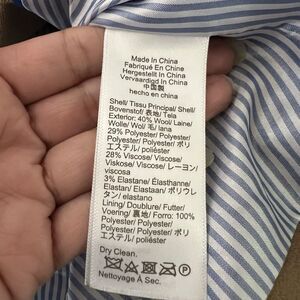 Made In China
Fabriqué En China
Hergestellt In China
Vervaardigd In China
中国製
hecho en china
Shell/ Tissu Principal/ Shell/
Bovenstof/ 表地/ Tela
Exterior: 40% Wool/ Laine/
Wolle/ Wol/ 毛/ lana
29% Polyester/ Polyester/
Polyester/ Polyester/ ポリ
エステル/ poliéster
28% Viscose/ Viscose/
Viskose/ Viscose/ レーヨン/
viscosa
3% Elastane/ Élasthanne/
Elastan/ Elastaan/ ポリウレ
タン/ elastano
Lining/ Doublure/ Futter/
Voering/ 裏地/ Forro: 100%
Polyester/ Polyester/
Polyester/ Polyester/ ポリ
エステル/ poliéster
Dry Clean.
Nettoyage À Sec.